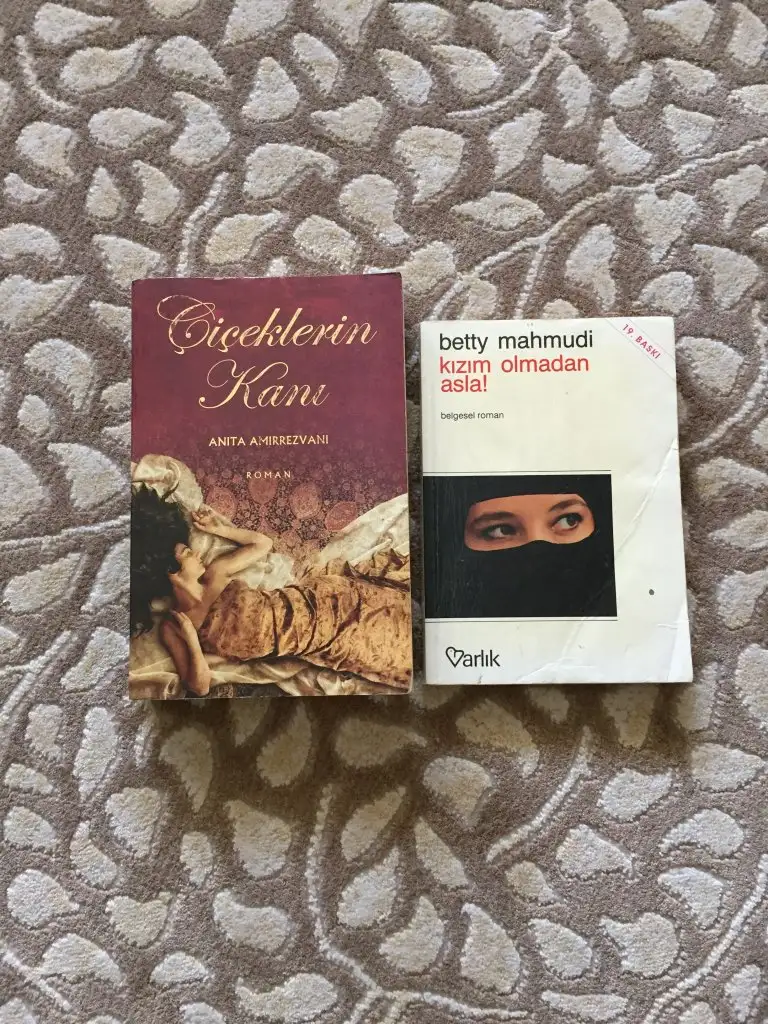 Çiçeklerin
Kanı
ANITA AMIRREZVANI
ROMAN
betty mahmudi
kızım olmadan
asla!
19. BASKI
belgesel roman
Varlık